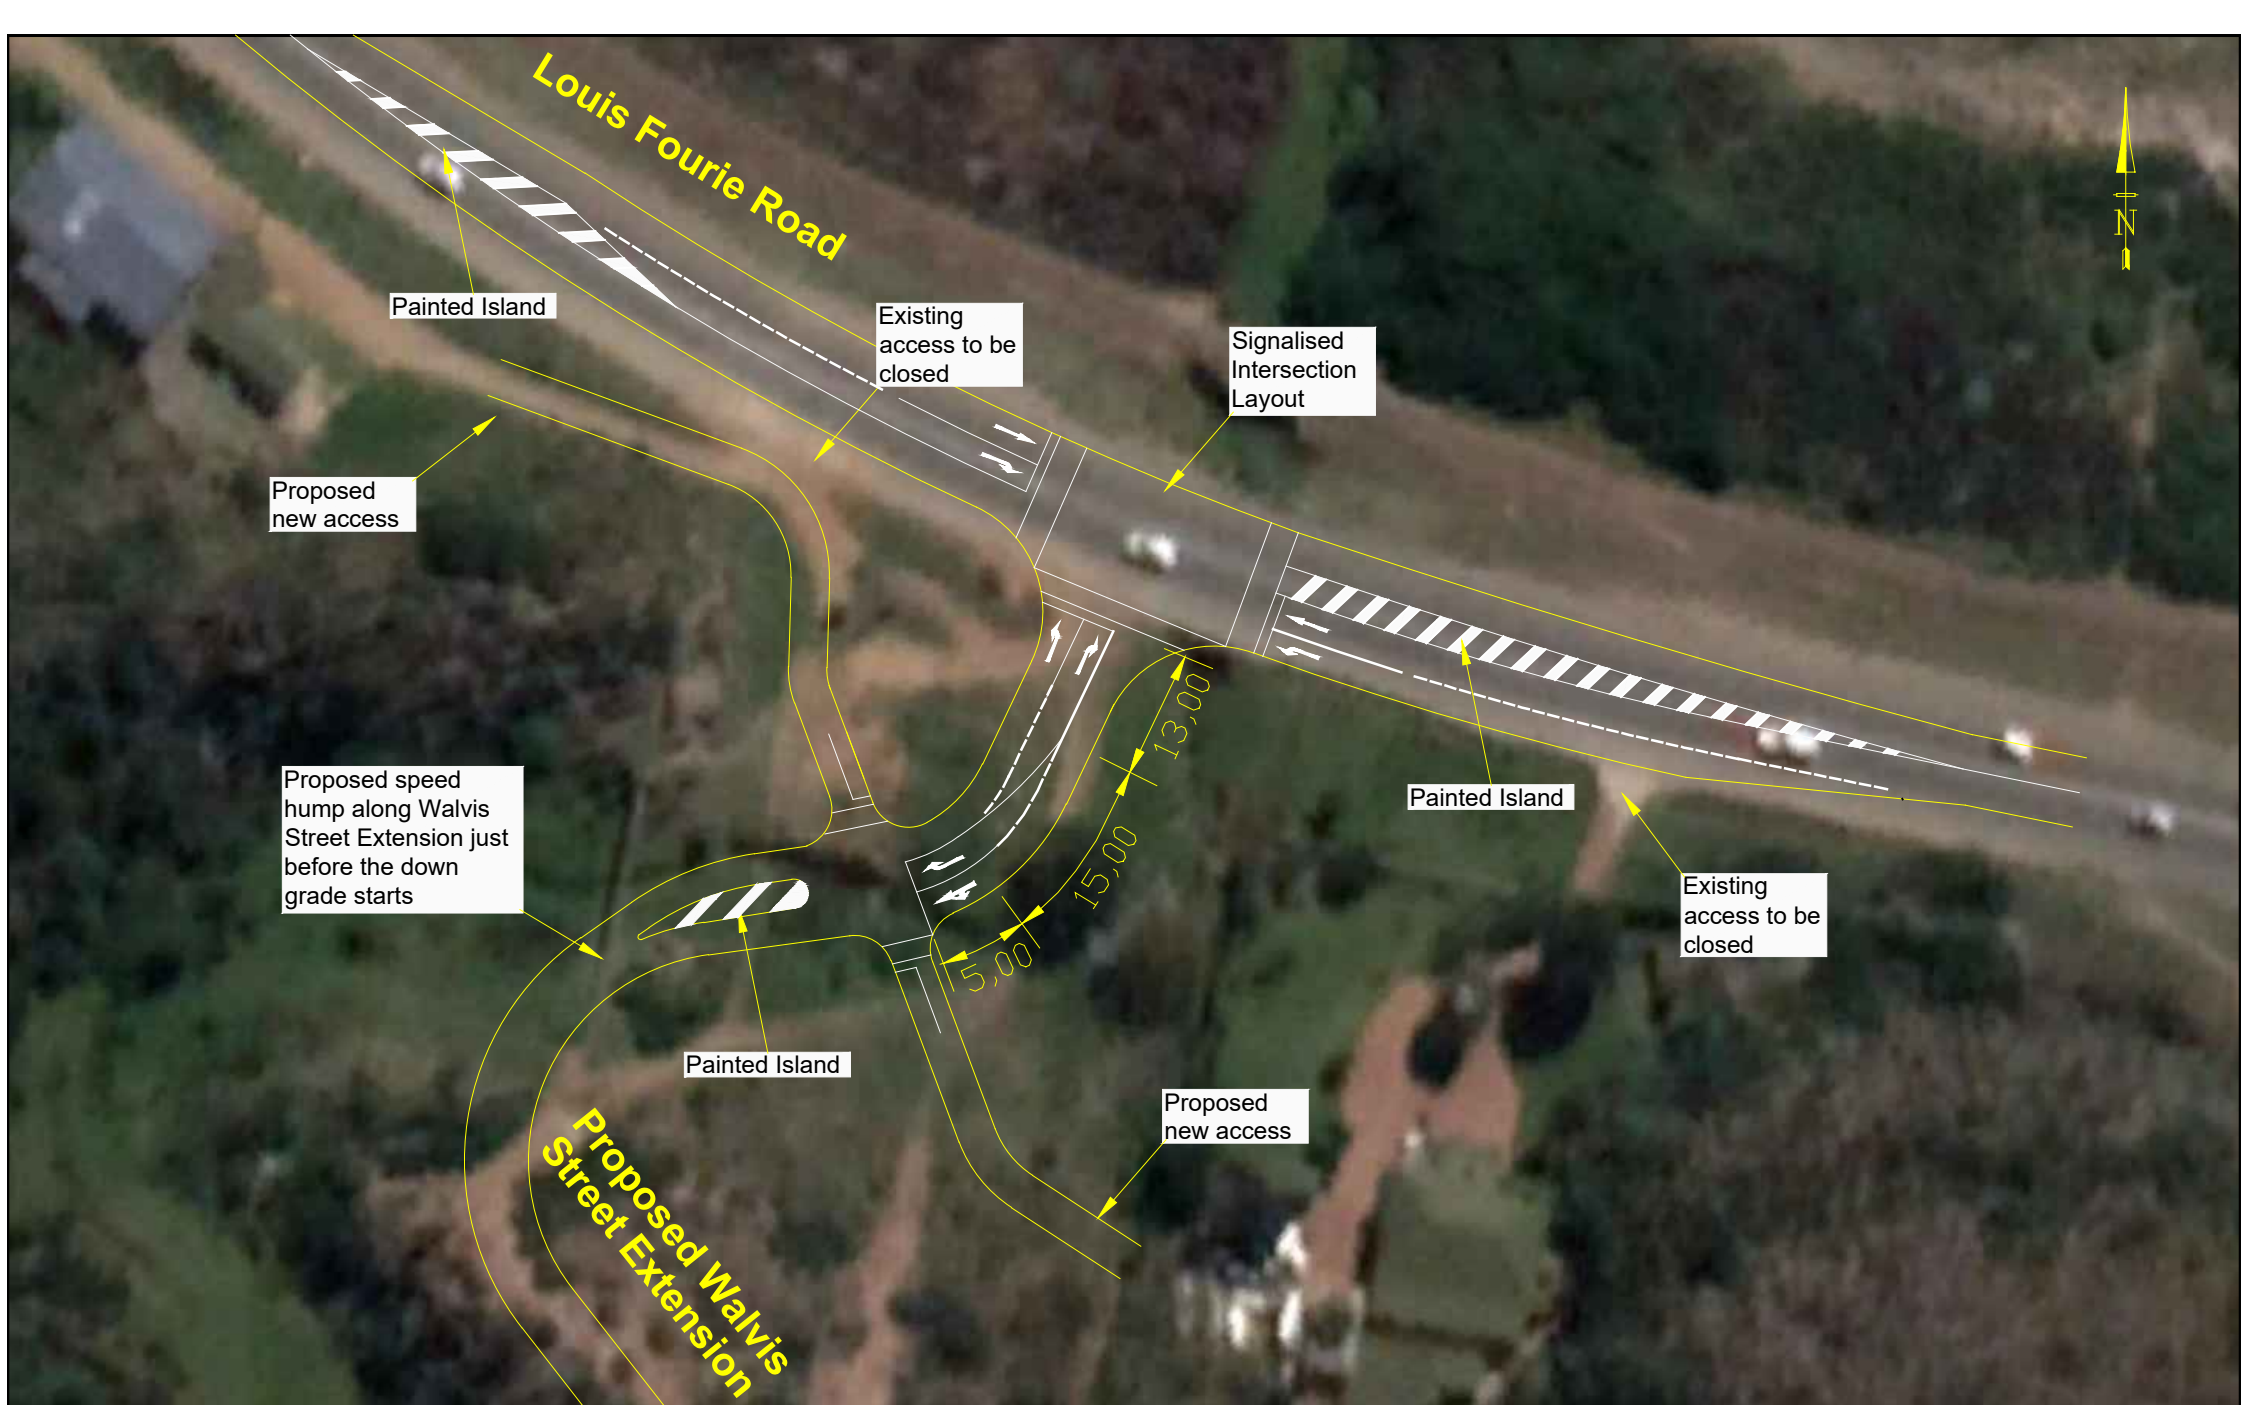 Louis Fourie Road
N
Painted Island
Existing
access to be
closed
Signalised
Intersection
Layout
Proposed
new access
13,00
Proposed speed
hump along Walvis
Street Extension just
before the down
grade starts
Painted Island
15,00
Existing
access to be
closed
5,00
Painted Island
Proposed
new access
Proposed Walvis
Street Extension